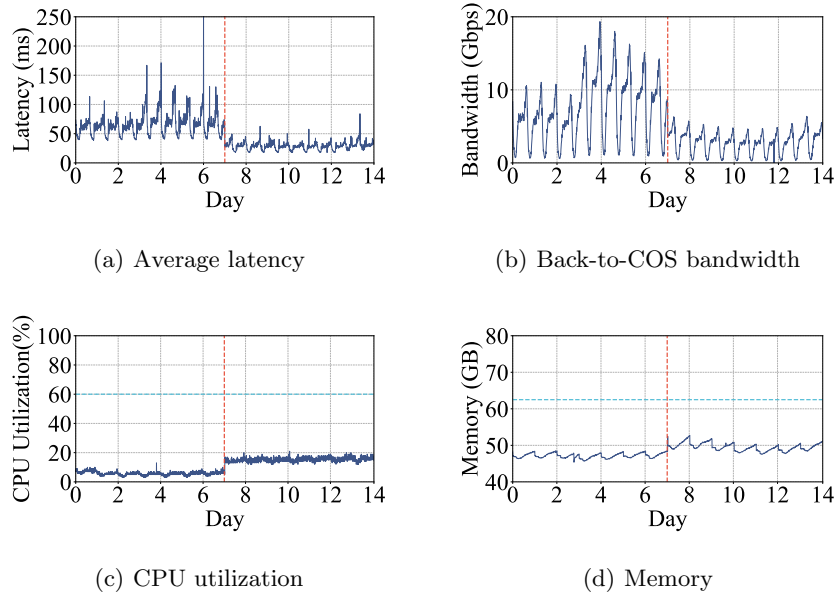 250
200
150
100
50
0
Latency (ms)
0 2 4 6 8 10 12 14
Day
(a) Average latency
20
10
0
Bandwidth (Gbps)
0 2 4 6 8 10 12 14
Day
(b) Back-to-COS bandwidth
100
80
60
40
20
0
CPU Utilization(%)
0 2 4 6 8 10 12 14
Day
(c) CPU utilization
80
70
60
50
40
Memory (GB)
0 2 4 6 8 10 12 14
Day
(d) Memory